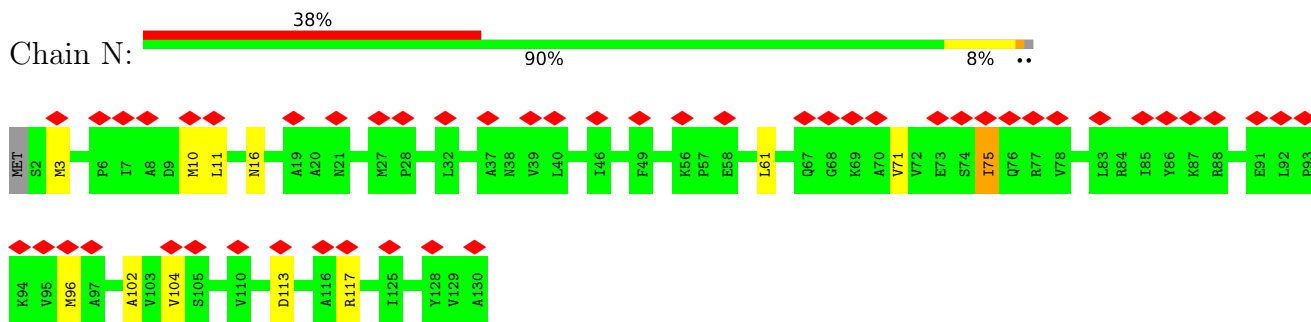 38%
Chain N:
90% 8% ••
MET S2 M3 P6 I7 A8 D9 M10 L11 N16 A19 A20 N21 M27 P28 L32 A37 N38 V39 L40 I46 F49 K56 P57 E58 L61 Q67 G68 K69 A70 V71 V72 E73 S74 I75 Q76 R77 V78 L83 R84 I85 Y86 K87 R88 E91 L92 P93
K94 V95 M96 A97 A102 V103 V104 S105 V110 D113 A116 R117 I125 Y128 V129 A130